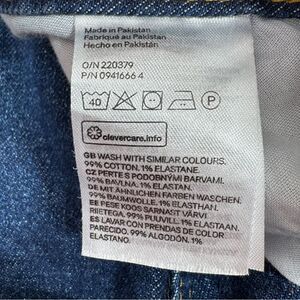 Made in Pakistan
Fabriqué au Pakistan
Hecho en Pakistán
O/N 220379
P/N 0941666 4
40
P
clevercare.info
GB WASH WITH SIMILAR COLOURS.
99% COTTON, 1% ELASTANE.
CZ PERTE S PODOBNÝMI BARVAMI.
99% BAVLNA, 1% ELASTAN.
DE MIT ÄHNLICHEN FARBEN WASCHEN.
99% BAUMWOLLE, 1% ELASTHAN.
EE PESE KOOS SARNAST VÄRVI
RIIETEGA. 99% PUUVILL, 1% ELASTAAN.
ES LAVAR CON PRENDAS DE COLOR
PARECIDO. 99% ALGODÓN, 1%
ELASTANO.